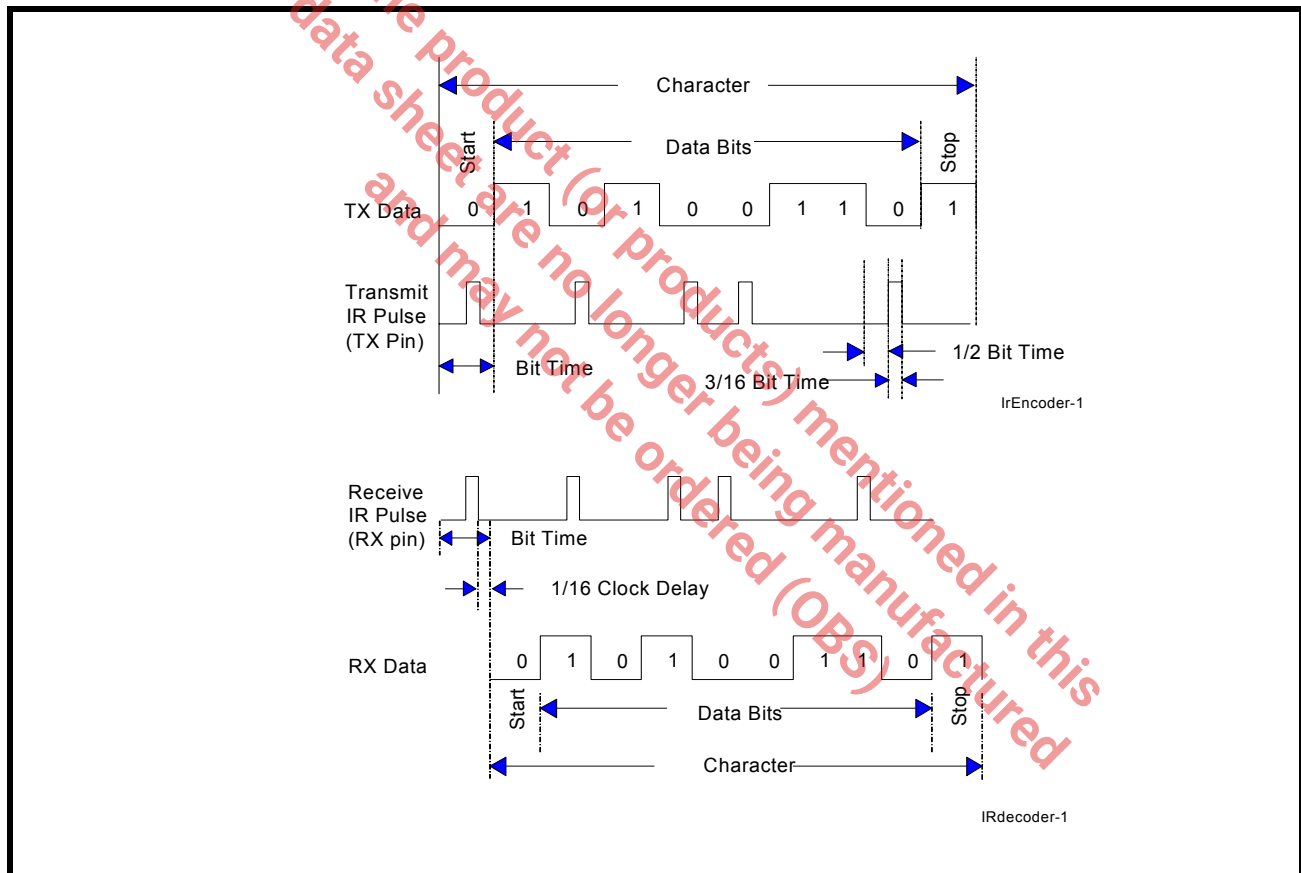 he product (or products) mentioned in this
data sheet are no longer being manufactured
and may not be ordered (OBS)
Character
Start
Data Bits
Stop
TX Data
0 1 0 1 0 0 1 1 0 1
Transmit
IR Pulse
(TX Pin)
Bit Time
1/2 Bit Time
3/16 Bit Time
IrEncoder-1
Receive
IR Pulse
(RX pin)
Bit Time
1/16 Clock Delay
RX Data
0 1 0 1 0 0 1 1 0 1
Start
Data Bits
Stop
Character
IRdecoder-1